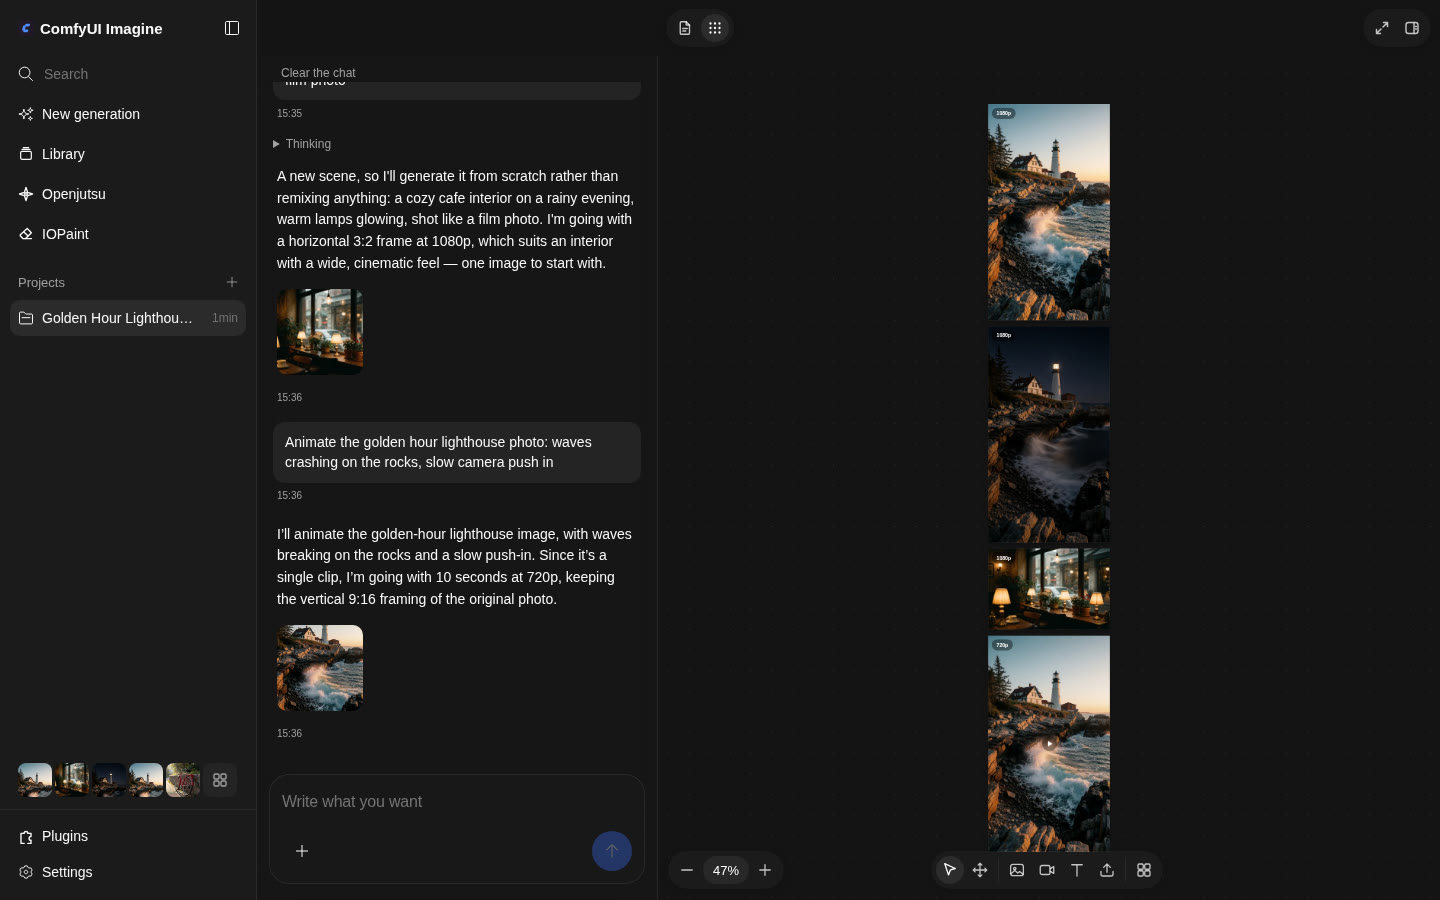 ComfyUI Imagine
Search
New generation
Library
Openjutsu
IOPaint
Projects
Golden Hour Lighthou… 1min
Plugins
Settings
Clear the chat
film photo
15:35
Thinking
A new scene, so I'll generate it from scratch rather than
remixing anything: a cozy cafe interior on a rainy evening,
warm lamps glowing, shot like a film photo. I'm going with
a horizontal 3:2 frame at 1080p, which suits an interior
with a wide, cinematic feel — one image to start with.
15:36
Animate the golden hour lighthouse photo: waves
crashing on the rocks, slow camera push in
15:36
I’ll animate the golden-hour lighthouse image, with waves
breaking on the rocks and a slow push-in. Since it’s a
single clip, I’m going with 10 seconds at 720p, keeping
the vertical 9:16 framing of the original photo.
15:36
Write what you want
1080p
1080p
1080p
720p
47%